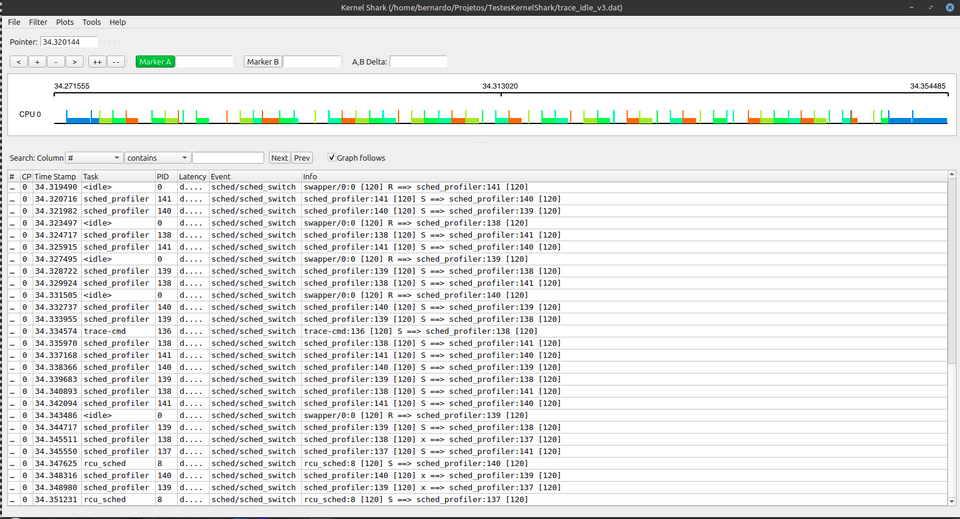 Kernel Shark (/home/bernardo/Projetos/TestesKernelShark/trace_idle_v3.dat)
File Filter Plots Tools Help
Pointer: 34.320144
< + - > ++ -- Marker A Marker B A,B Delta:
34.271555 34.313020 34.354485
CPU 0
Search: Column # contains Next Prev Graph follows
# CP Time Stamp Task PID Latency Event Info
... 0 34.319490 <idle> 0 d.... sched/sched_switch swapper/0:0 [120] R ==> sched_profiler:141 [120]
... 0 34.320716 sched_profiler 141 d.... sched/sched_switch sched_profiler:141 [120] S ==> sched_profiler:140 [120]
... 0 34.321982 sched_profiler 140 d.... sched/sched_switch sched_profiler:140 [120] S ==> sched_profiler:139 [120]
... 0 34.323497 <idle> 0 d.... sched/sched_switch swapper/0:0 [120] R ==> sched_profiler:138 [120]
... 0 34.324717 sched_profiler 138 d.... sched/sched_switch sched_profiler:138 [120] S ==> sched_profiler:141 [120]
... 0 34.325915 sched_profiler 141 d.... sched/sched_switch sched_profiler:141 [120] S ==> sched_profiler:140 [120]
... 0 34.327495 <idle> 0 d.... sched/sched_switch swapper/0:0 [120] R ==> sched_profiler:139 [120]
... 0 34.328722 sched_profiler 139 d.... sched/sched_switch sched_profiler:139 [120] S ==> sched_profiler:138 [120]
... 0 34.329924 sched_profiler 138 d.... sched/sched_switch sched_profiler:138 [120] S ==> sched_profiler:141 [120]
... 0 34.331505 <idle> 0 d.... sched/sched_switch swapper/0:0 [120] R ==> sched_profiler:140 [120]
... 0 34.332737 sched_profiler 140 d.... sched/sched_switch sched_profiler:140 [120] S ==> sched_profiler:139 [120]
... 0 34.333955 sched_profiler 139 d.... sched/sched_switch sched_profiler:139 [120] S ==> sched_profiler:138 [120]
... 0 34.334574 trace-cmd 136 d.... sched/sched_switch trace-cmd:136 [120] S ==> sched_profiler:138 [120]
... 0 34.335970 sched_profiler 138 d.... sched/sched_switch sched_profiler:138 [120] S ==> sched_profiler:141 [120]
... 0 34.337168 sched_profiler 141 d.... sched/sched_switch sched_profiler:141 [120] S ==> sched_profiler:140 [120]
... 0 34.338366 sched_profiler 140 d.... sched/sched_switch sched_profiler:140 [120] S ==> sched_profiler:139 [120]
... 0 34.339683 sched_profiler 139 d.... sched/sched_switch sched_profiler:139 [120] S ==> sched_profiler:138 [120]
... 0 34.340893 sched_profiler 138 d.... sched/sched_switch sched_profiler:138 [120] S ==> sched_profiler:141 [120]
... 0 34.342094 sched_profiler 141 d.... sched/sched_switch sched_profiler:141 [120] S ==> sched_profiler:140 [120]
... 0 34.343486 <idle> 0 d.... sched/sched_switch swapper/0:0 [120] R ==> sched_profiler:139 [120]
... 0 34.344717 sched_profiler 139 d.... sched/sched_switch sched_profiler:139 [120] S ==> sched_profiler:138 [120]
... 0 34.345511 sched_profiler 138 d.... sched/sched_switch sched_profiler:138 [120] x ==> sched_profiler:137 [120]
... 0 34.345550 sched_profiler 137 d.... sched/sched_switch sched_profiler:137 [120] S ==> sched_profiler:141 [120]
... 0 34.347625 rcu_sched 8 d.... sched/sched_switch rcu_sched:8 [120] S ==> sched_profiler:140 [120]
... 0 34.348316 sched_profiler 140 d.... sched/sched_switch sched_profiler:140 [120] x ==> sched_profiler:139 [120]
... 0 34.348980 sched_profiler 139 d.... sched/sched_switch sched_profiler:139 [120] x ==> sched_profiler:137 [120]
... 0 34.351231 rcu_sched 8 d.... sched/sched_switch rcu_sched:8 [120] S ==> sched_profiler:137 [120]